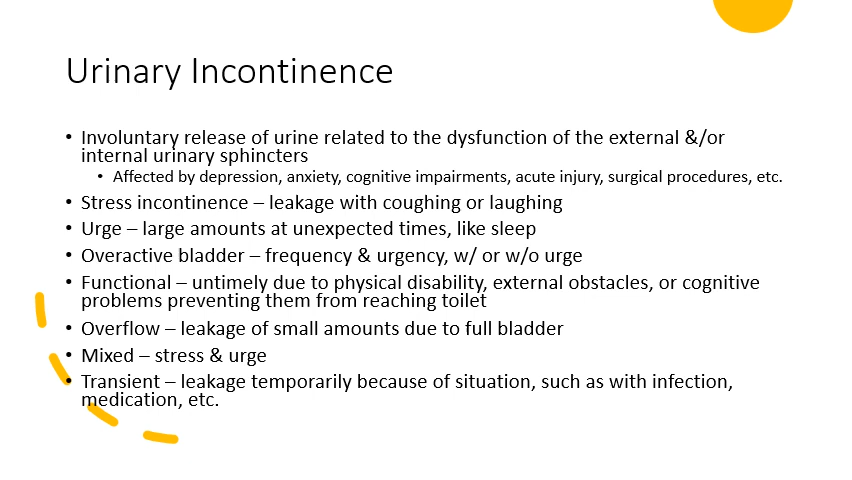 Urinary Incontinence
• Involuntary release of urine related to the dysfunction of the external &/or
internal urinary sphincters
• Affected by depression, anxiety, cognitive impairments, acute injury, surgical procedures, etc.
• Stress incontinence – leakage with coughing or laughing
• Urge – large amounts at unexpected times, like sleep
• Overactive bladder – frequency & urgency, w/ or w/o urge
• Functional – untimely due to physical disability, external obstacles, or cognitive
problems preventing them from reaching toilet
• Overflow – leakage of small amounts due to full bladder
• Mixed – stress & urge
• Transient – leakage temporarily because of situation, such as with infection,
medication, etc.